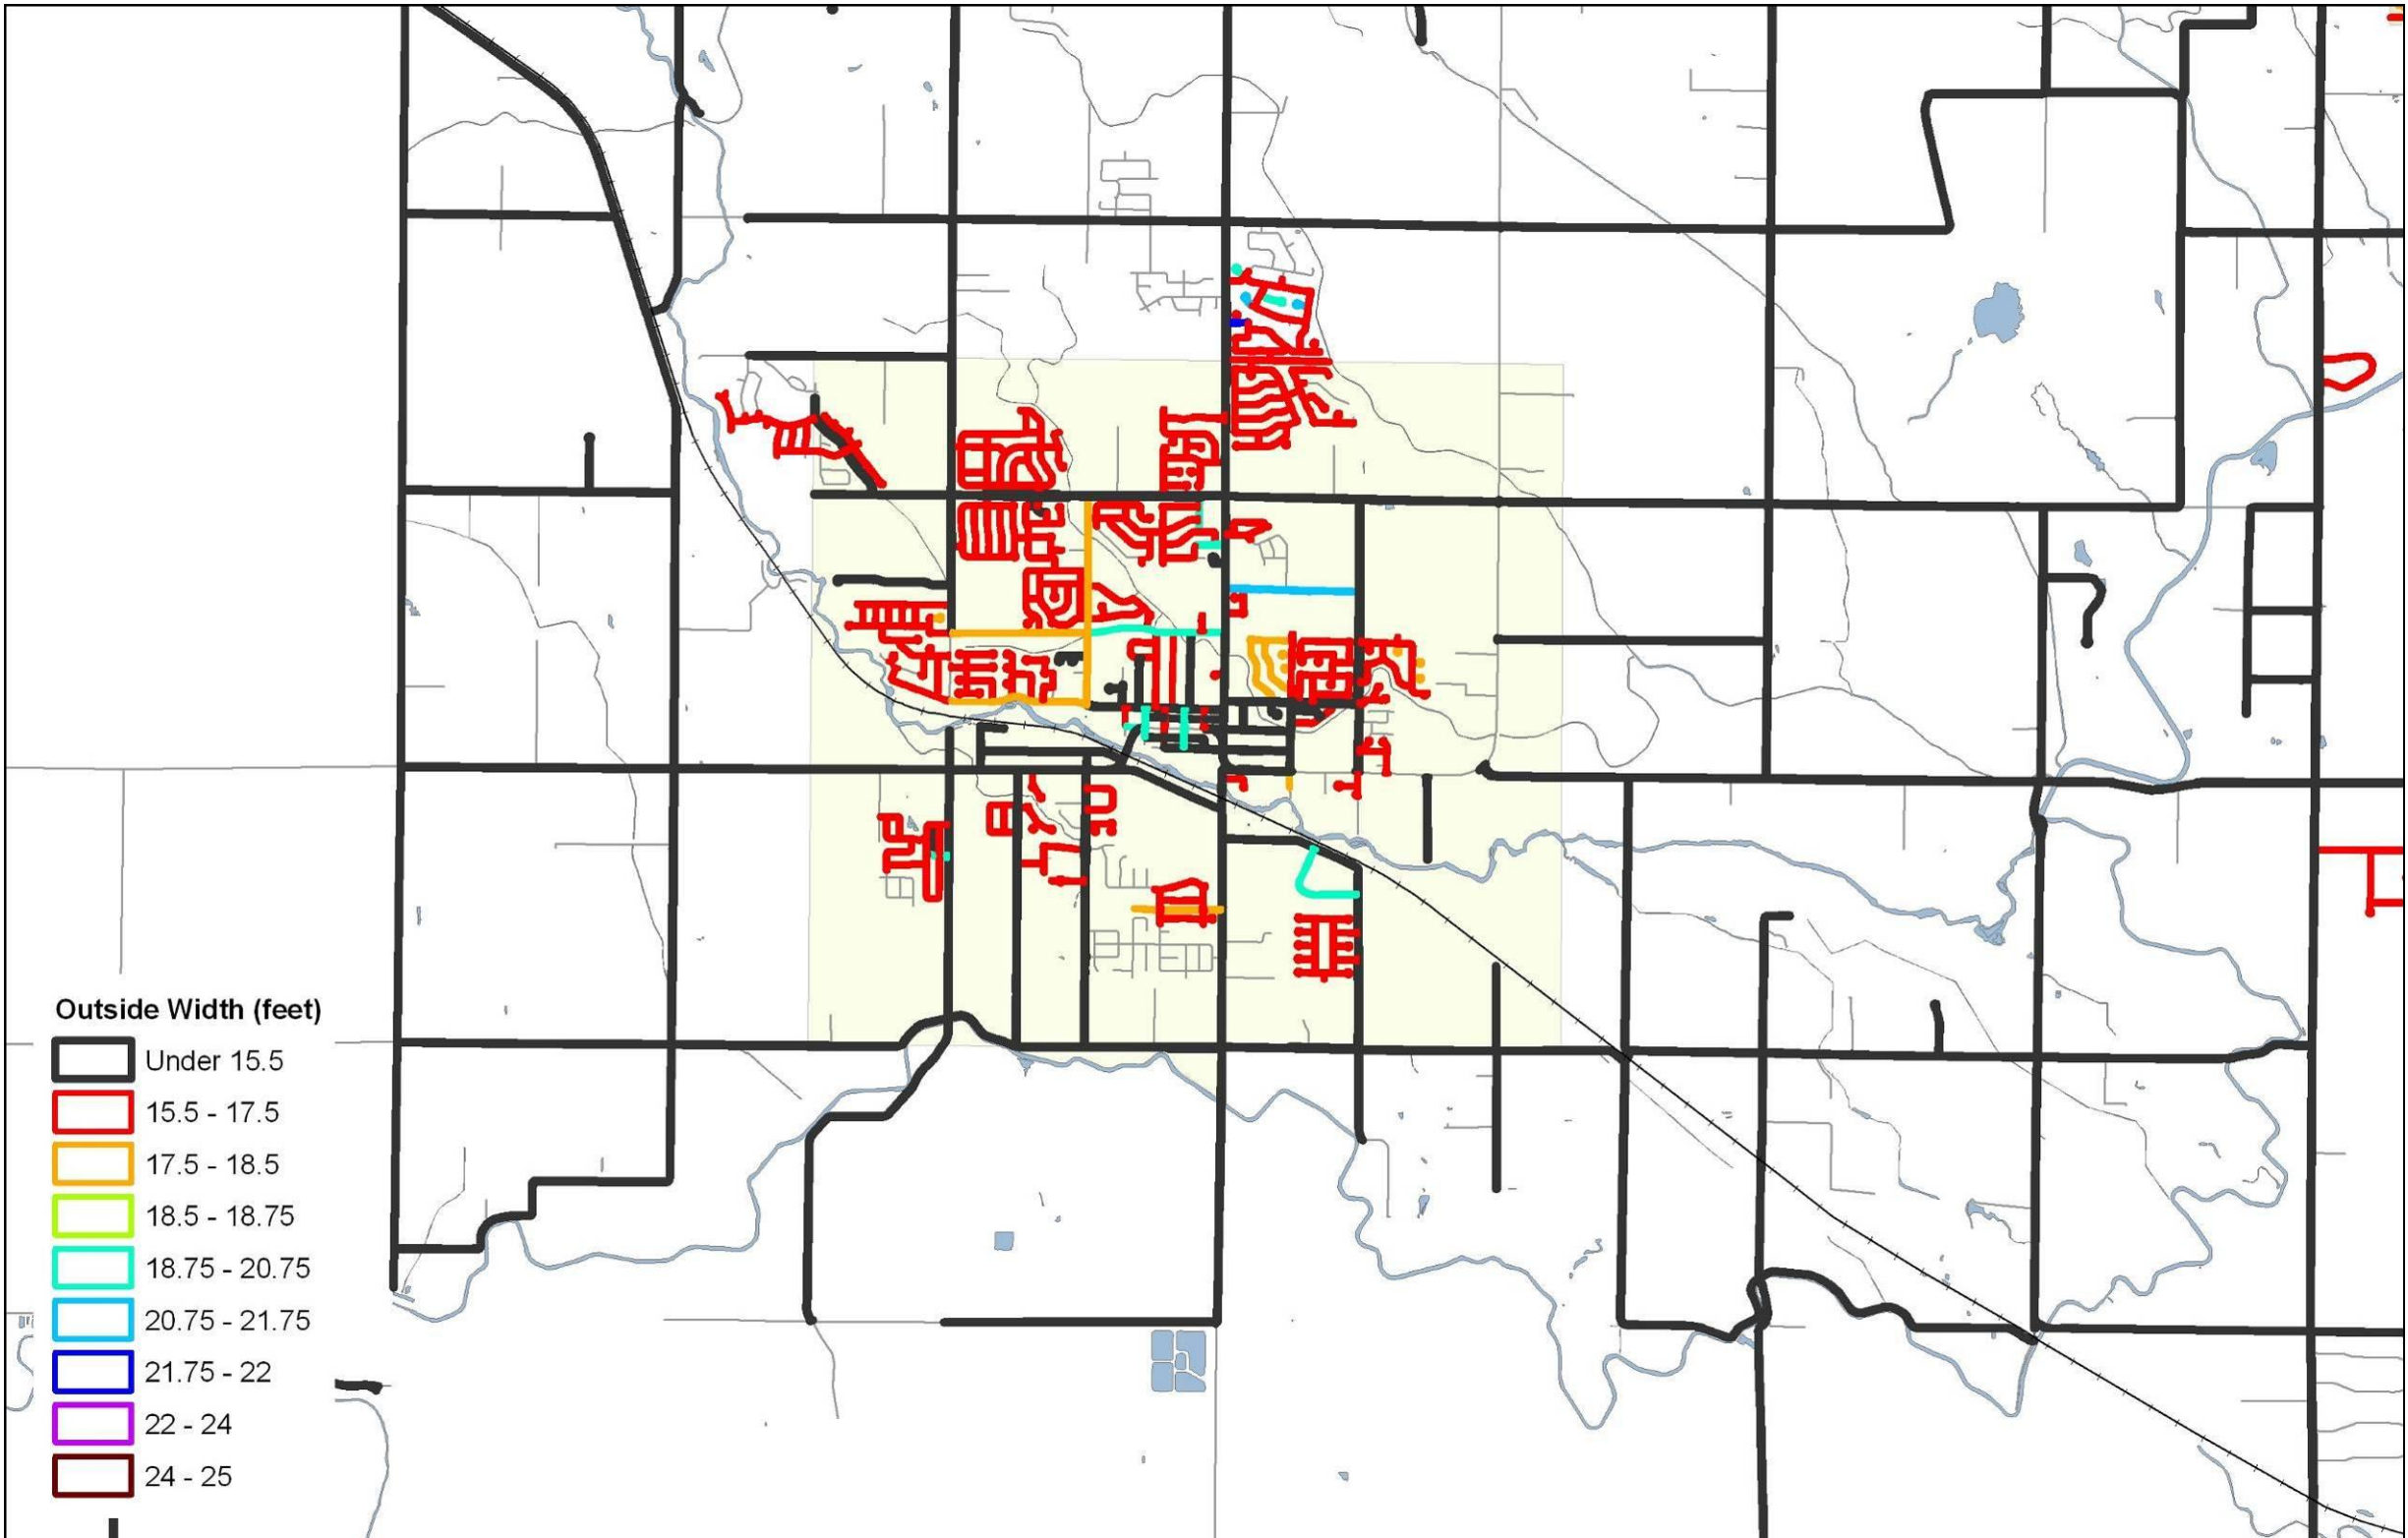 Outside Width (feet)
Under 15.5
15.5 - 17.5
17.5 - 18.5
18.5 - 18.75
18.75 - 20.75
20.75 - 21.75
21.75 - 22
22 - 24
24 - 25